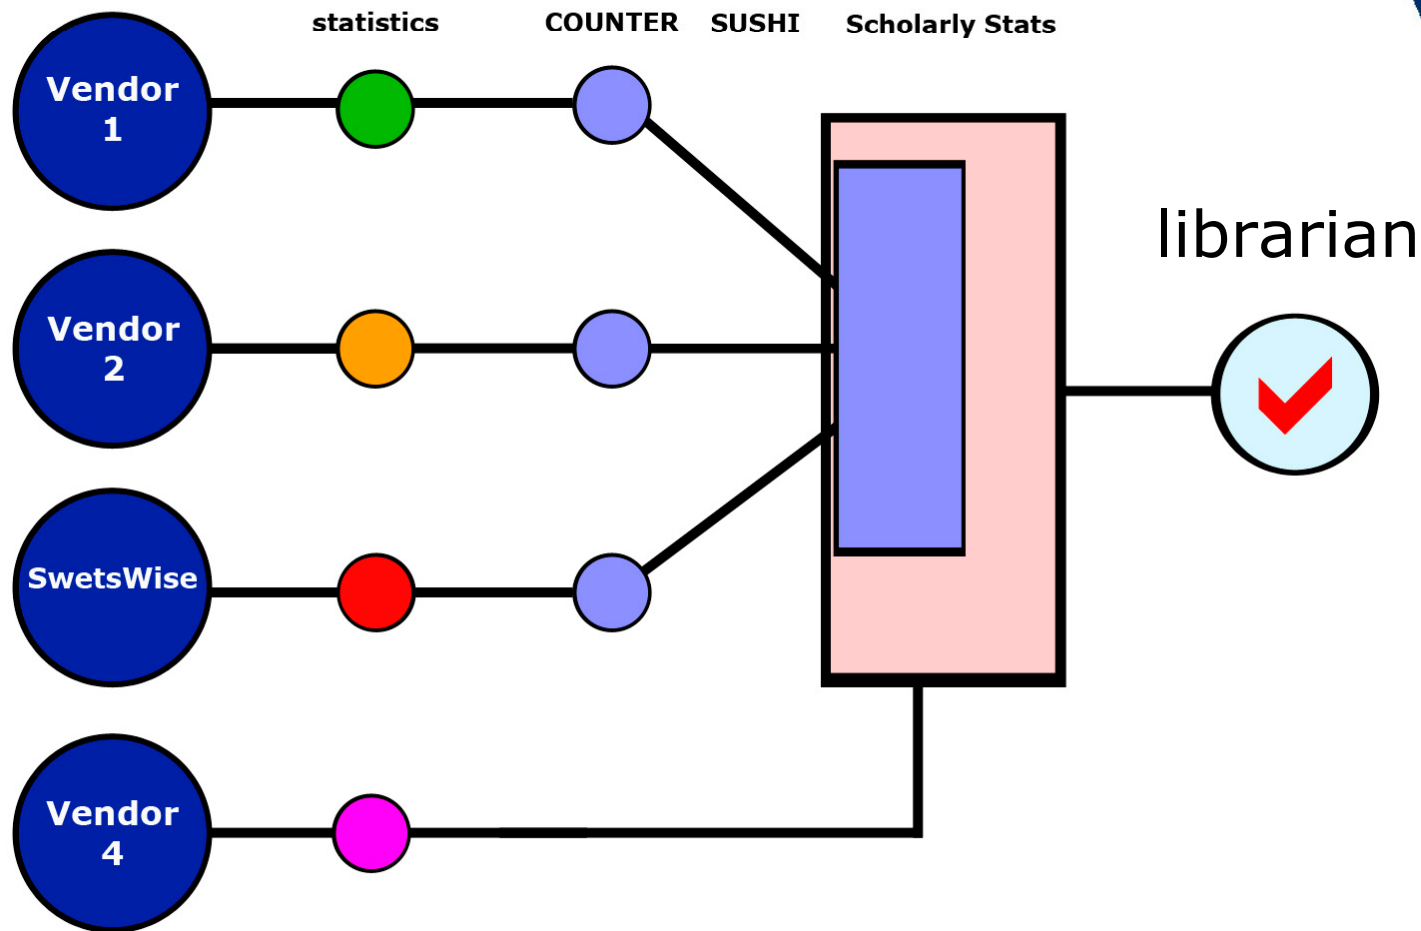 statistics COUNTER SUSHI Scholarly Stats
Vendor
1
librarian
Vendor
2
SwetsWise
Vendor
4